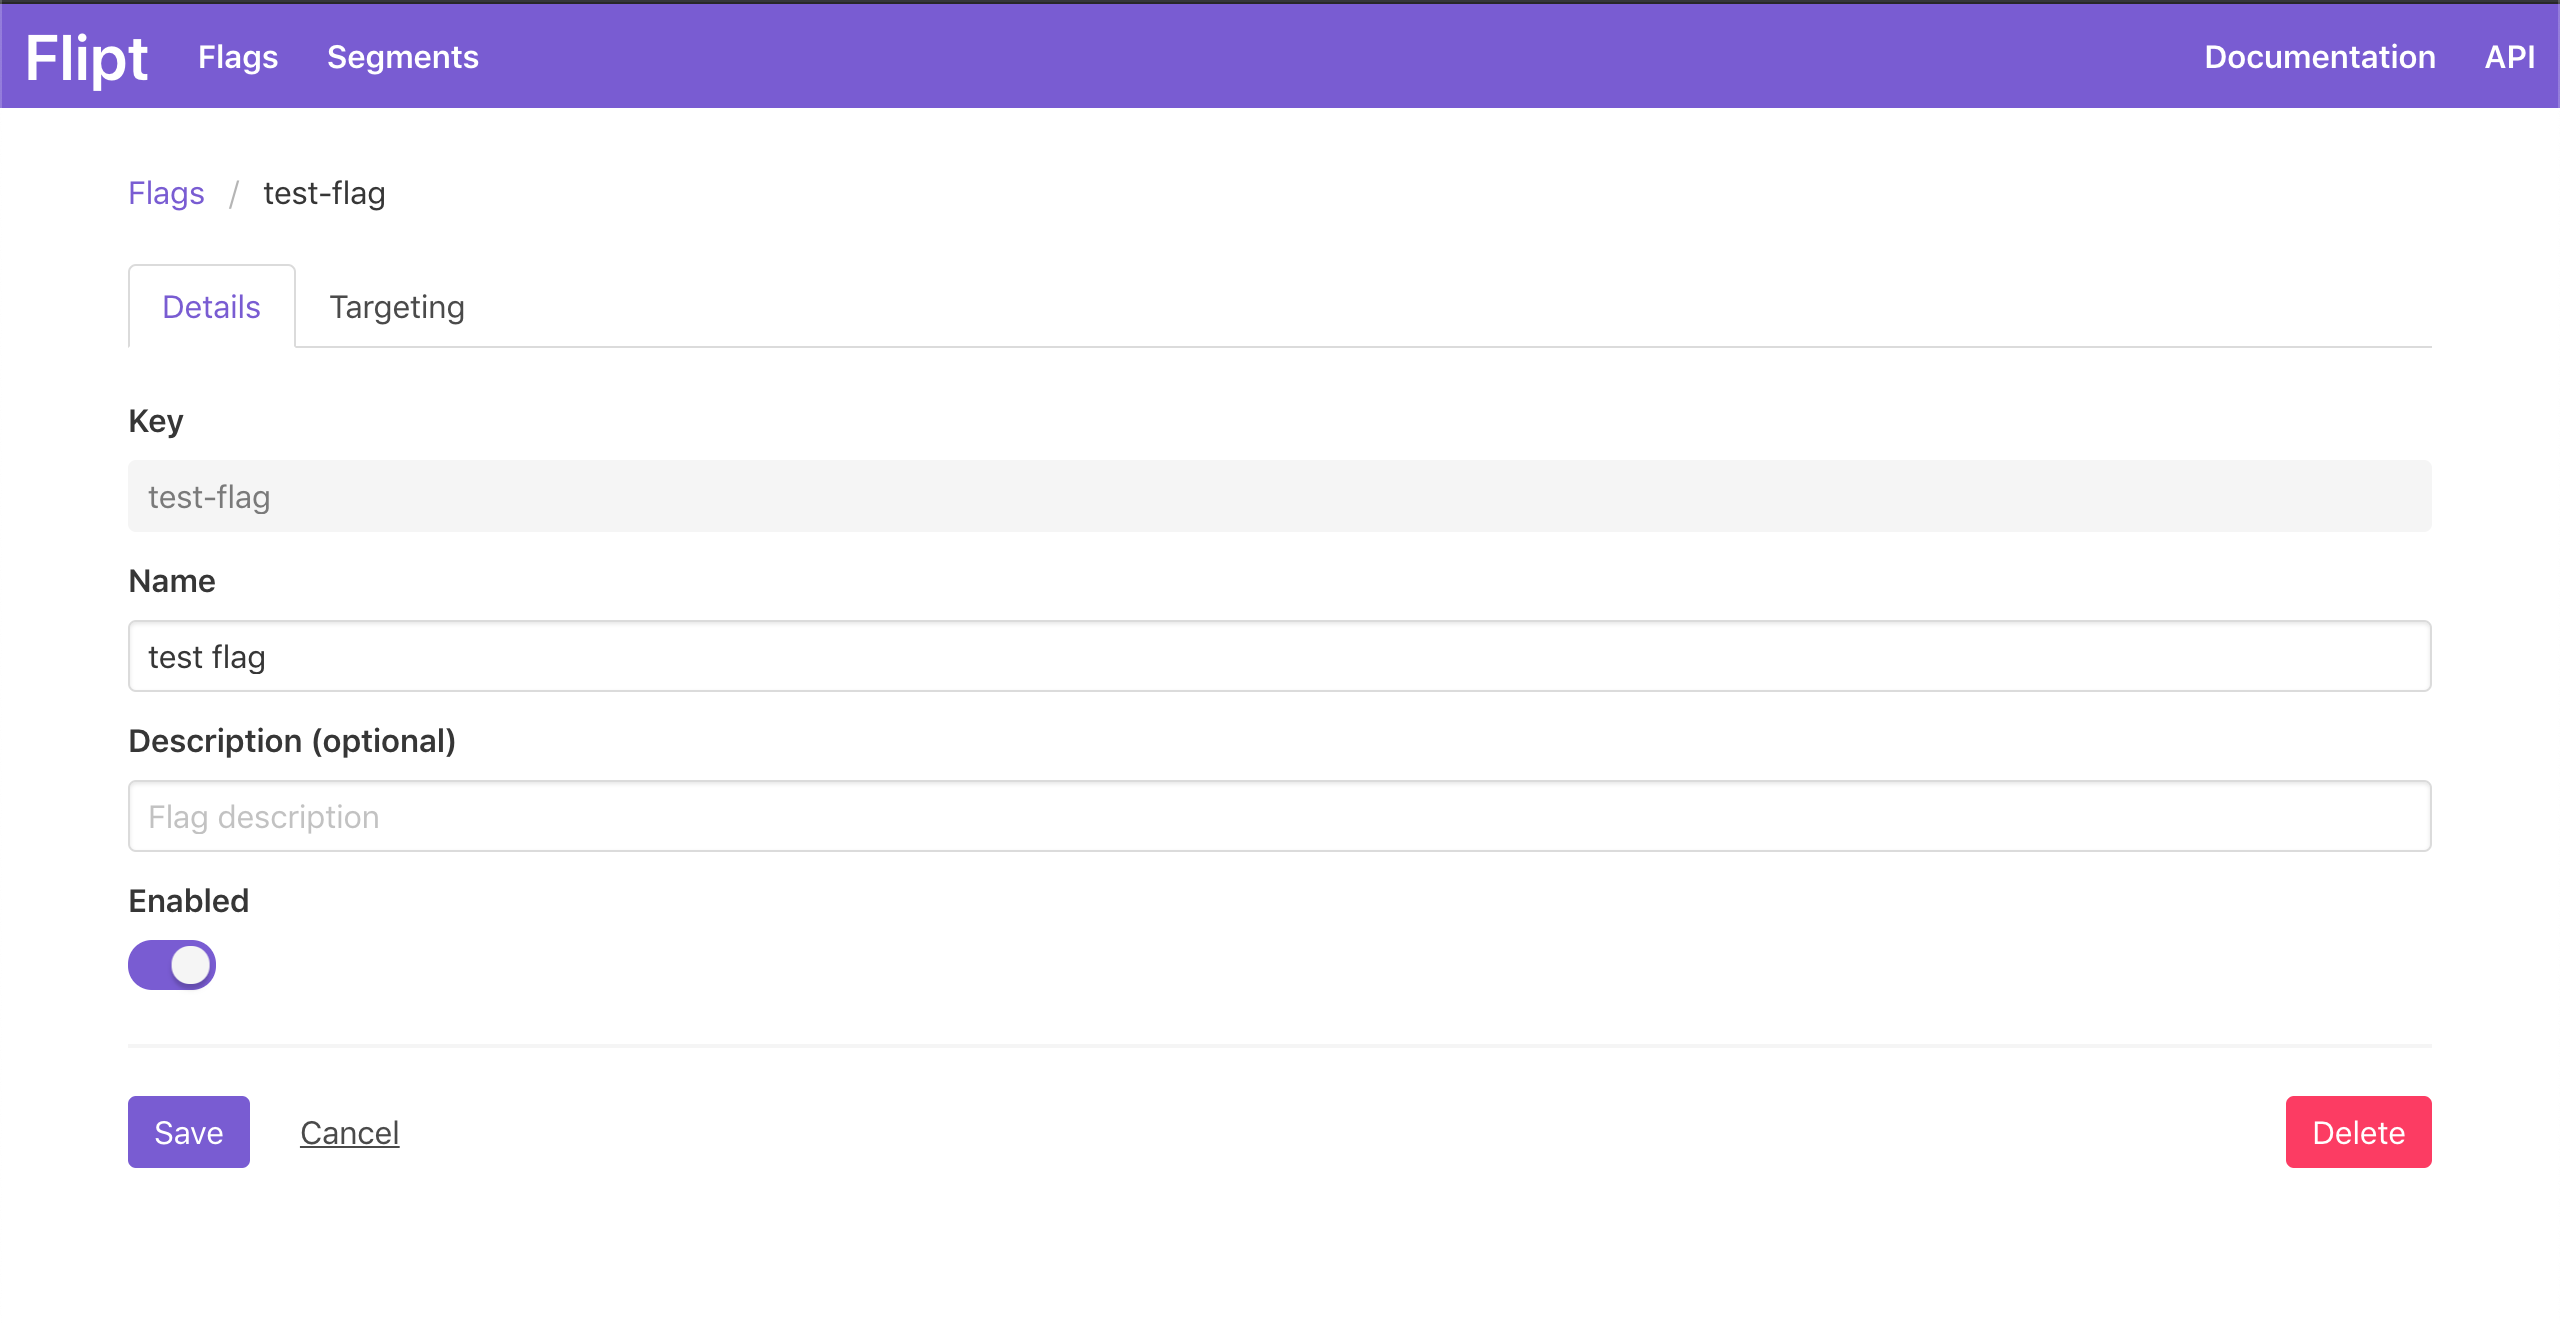 Flipt Flags Segments Documentation API
Flags / test-flag
Details Targeting
Key
test-flag
Name
test flag
Description (optional)
Flag description
Enabled
Save Cancel Delete